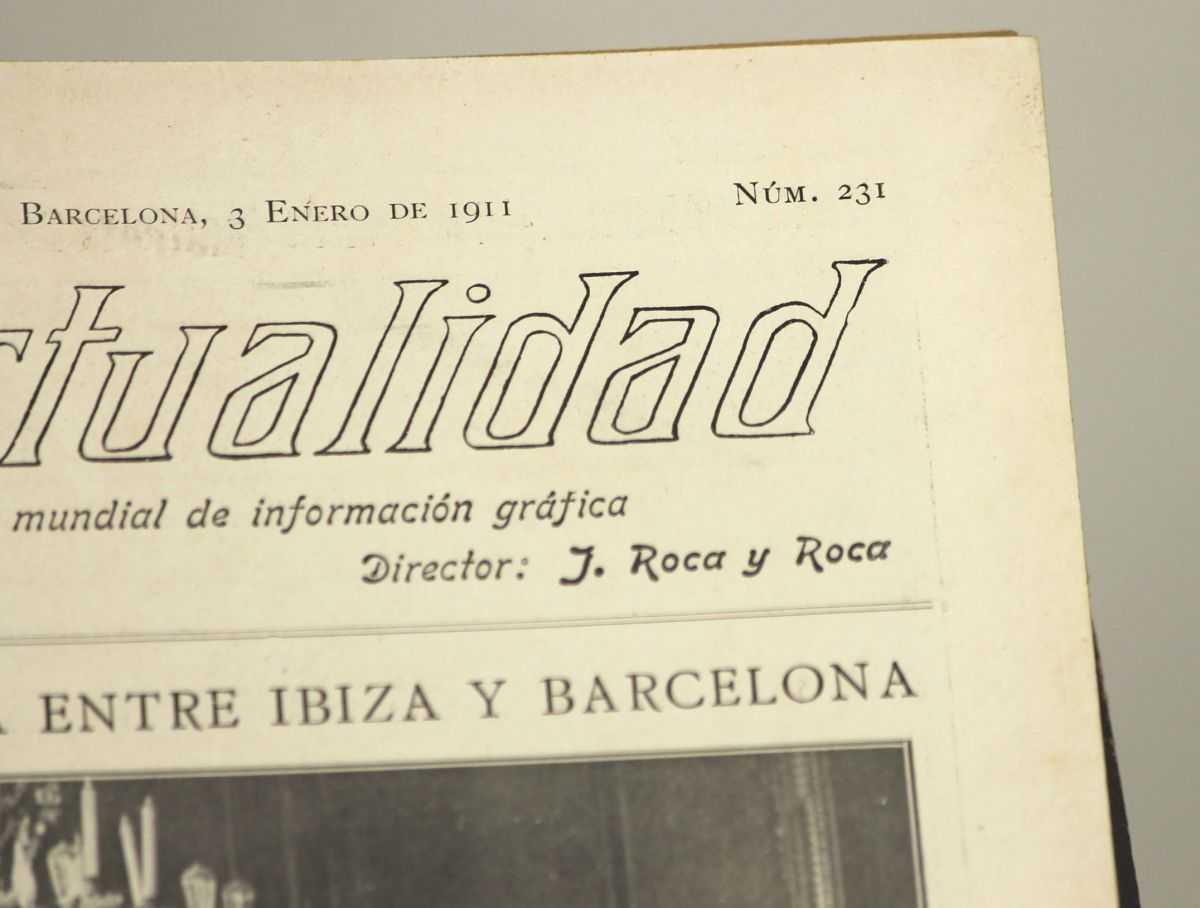 BARCELONA, 3 ENERO DE 1911
NÚM. 231
ctualidad
mundial de información gráfica
Director: J. Roca y Roca
A ENTRE IBIZA Y BARCELONA